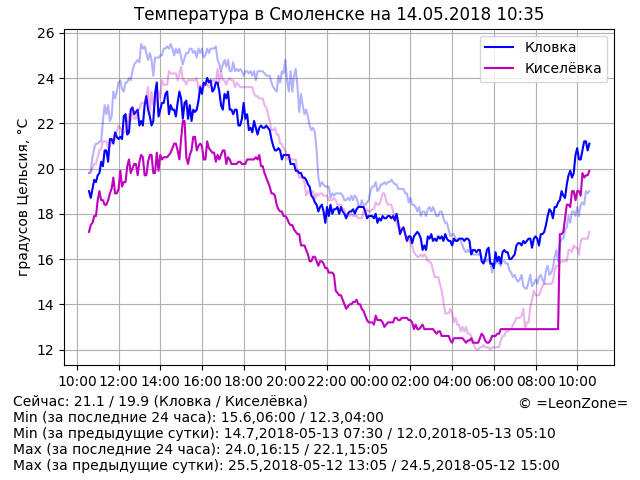 Температура в Смоленске на 14.05.2018 10:35
градусов Цельсия, °C
26
24
22
20
18
16
14
12
Кловка
Киселёвка
10:00 12:00 14:00 16:00 18:00 20:00 22:00 00:00 02:00 04:00 06:00 08:00 10:00
Сейчас: 21.1 / 19.9 (Кловка / Киселёвка)
© =LeonZone=
Min (за последние 24 часа): 15.6,06:00 / 12.3,04:00
Min (за предыдущие сутки): 14.7,2018-05-13 07:30 / 12.0,2018-05-13 05:10
Max (за последние 24 часа): 24.0,16:15 / 22.1,15:05
Max (за предыдущие сутки): 25.5,2018-05-12 13:05 / 24.5,2018-05-12 15:00